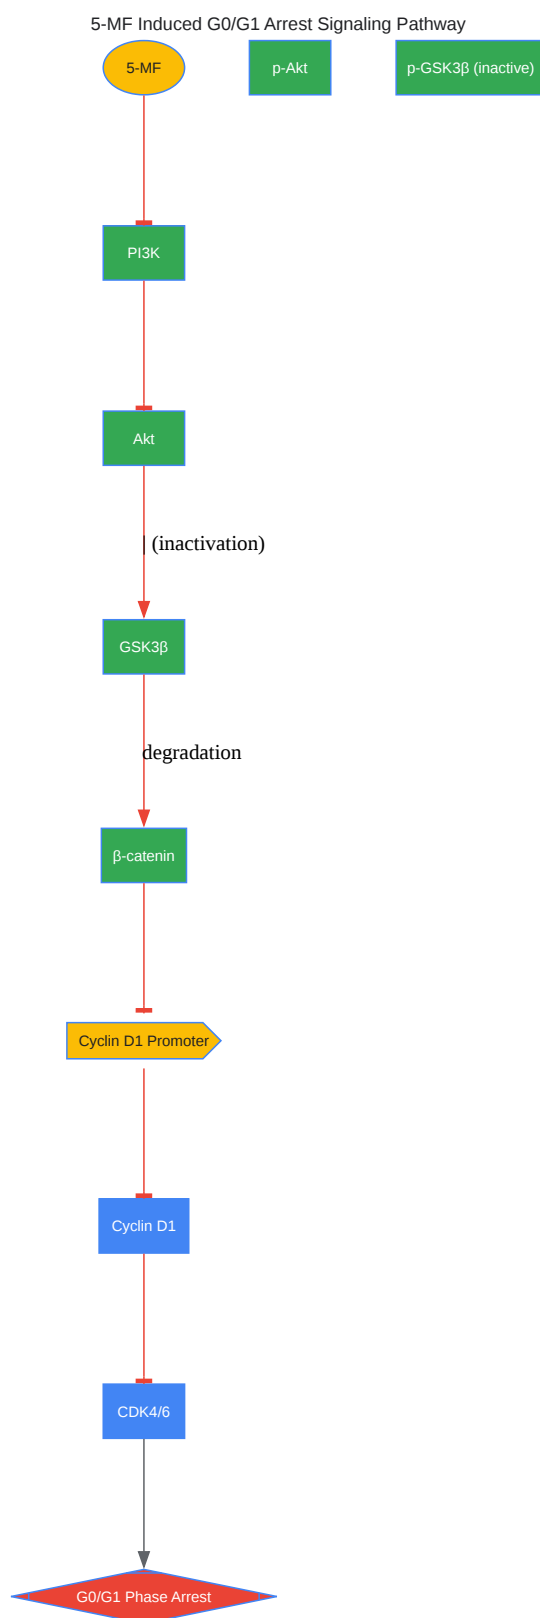 5-MF Induced G0/G1 Arrest Signaling Pathway
5-MF
p-Akt
p-GSK3β (inactive)
PI3K
Akt
| (inactivation)
GSK3β
degradation
β-catenin
Cyclin D1 Promoter
Cyclin D1
CDK4/6
G0/G1 Phase Arrest